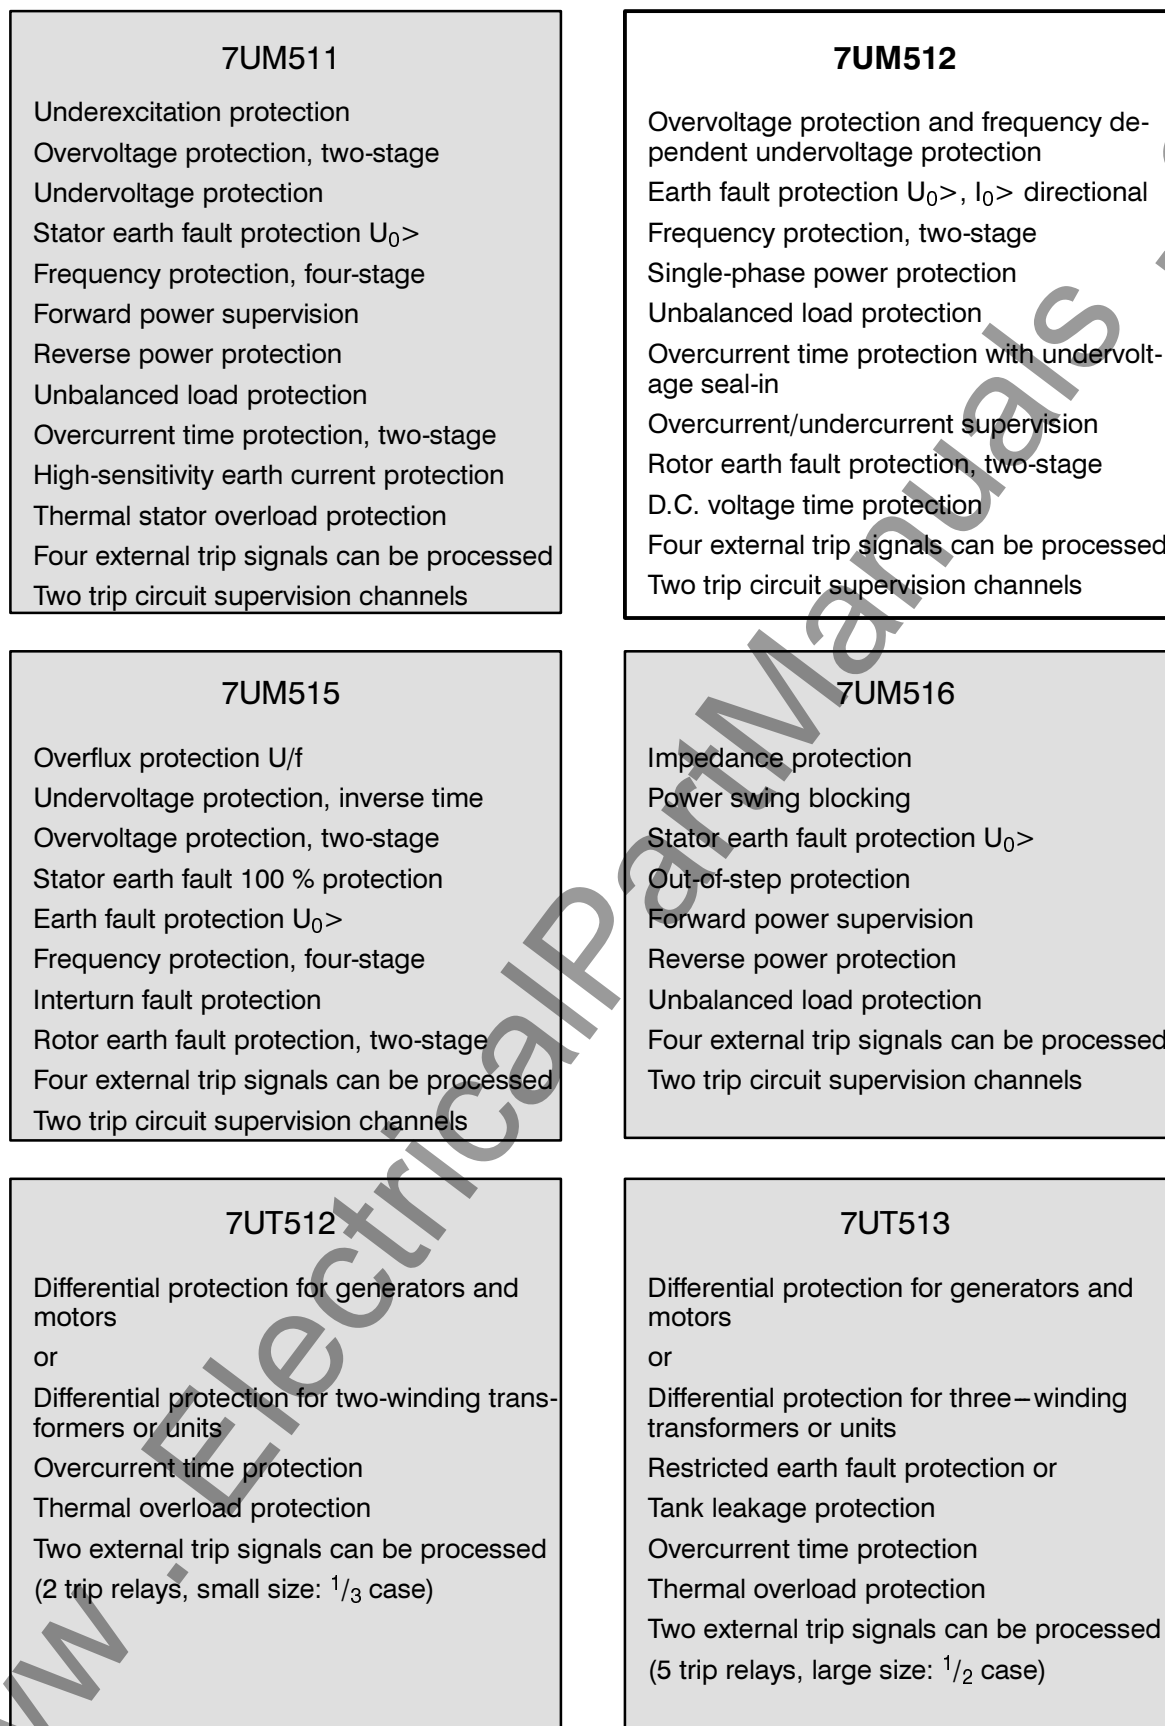 7UM511
Underexcitation protection
Overvoltage protection, two-stage
Undervoltage protection
Stator earth fault protection U0>
Frequency protection, four-stage
Forward power supervision
Reverse power protection
Unbalanced load protection
Overcurrent time protection, two-stage
High-sensitivity earth current protection
Thermal stator overload protection
Four external trip signals can be processed
Two trip circuit supervision channels
7UM512
Overvoltage protection and frequency de-
pendent undervoltage protection
Earth fault protection U0>, I0> directional
Frequency protection, two-stage
Single-phase power protection
Unbalanced load protection
Overcurrent time protection with undervolt-
age seal-in
Overcurrent/undercurrent supervision
Rotor earth fault protection, two-stage
D.C. voltage time protection
Four external trip signals can be processed
Two trip circuit supervision channels
7UM515
Overflux protection U/f
Undervoltage protection, inverse time
Overvoltage protection, two-stage
Stator earth fault 100 % protection
Earth fault protection U0>
Frequency protection, four-stage
Interturn fault protection
Rotor earth fault protection, two-stage
Four external trip signals can be processed
Two trip circuit supervision channels
7UM516
Impedance protection
Power swing blocking
Stator earth fault protection U0>
Out-of-step protection
Forward power supervision
Reverse power protection
Unbalanced load protection
Four external trip signals can be processed
Two trip circuit supervision channels
7UT512
Differential protection for generators and
motors
or
Differential protection for two-winding trans-
formers or units
Overcurrent time protection
Thermal overload protection
Two external trip signals can be processed
(2 trip relays, small size: 1/3 case)
7UT513
Differential protection for generators and
motors
or
Differential protection for three–winding
transformers or units
Restricted earth fault protection or
Tank leakage protection
Overcurrent time protection
Thermal overload protection
Two external trip signals can be processed
(5 trip relays, large size: 1/2 case)
w . ElectricalPartManuals .